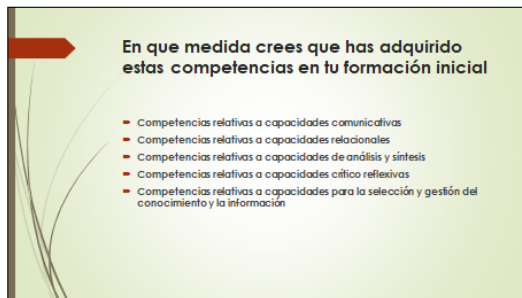 En que medida crees que has adquirido
estas competencias en tu formación inicial
Competencias relativas a capacidades comunicativas
Competencias relativas a capacidades relacionales
Competencias relativas a capacidades de análisis y síntesis
Competencias relativas a capacidades crítico reflexivas
Competencias relativas a capacidades para la selección y gestión del
conocimiento y la información